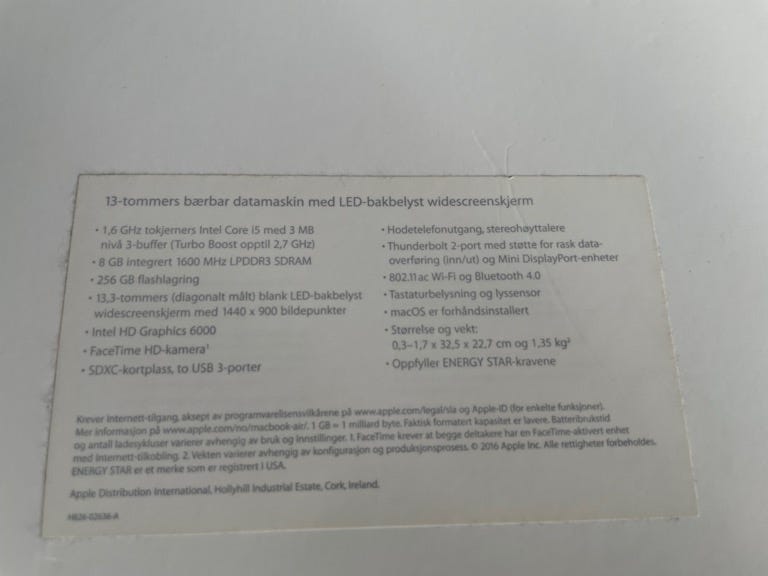 13-tommers bærbar datamaskin med LED-bakbelyst widescreenskjerm
• 1,6 GHz tokjerners Intel Core i5 med 3 MB
nivå 3-buffer (Turbo Boost opptil 2,7 GHz)
• 8 GB integrert 1600 MHz LPDDR3 SDRAM
• 256 GB flashlagring
• 13,3-tommers (diagonalt målt) blank LED-bakbelyst
widescreenskjerm med 1440 x 900 bildepunkter
• Intel HD Graphics 6000
• FaceTime HD-kamera¹
• SDXC-kortplass, to USB 3-porter
• Hodetelefonutgang, stereohøyttalere
• Thunderbolt 2-port med støtte for rask data-
overføring (inn/ut) og Mini DisplayPort-enheter
• 802.11ac Wi-Fi og Bluetooth 4.0
• Tastaturbelysning og lyssensor
• macOS er forhåndsinstallert
• Størrelse og vekt:
0,3–1,7 x 32,5 x 22,7 cm og 1,35 kg²
• Oppfyller ENERGY STAR-kravene
Krever Internett-tilgang, aksept av programvarelisensvilkårene på www.apple.com/legal/sla og Apple-ID (for enkelte funksjoner).
Mer informasjon på www.apple.com/no/macbook-air/. 1 GB = 1 milliard byte. Faktisk formatert kapasitet er lavere. Batteribrukstid
og antall ladesykluser varierer avhengig av bruk og innstillinger. 1. FaceTime krever at begge deltakere har en FaceTime-aktivert enhet
med Internett-tilkobling. 2. Vekten varierer avhengig av konfigurasjon og produksjonsprosess. © 2016 Apple Inc. Alle rettigheter forbeholdes.
ENERGY STAR er et merke som er registrert i USA.
Apple Distribution International, Hollyhill Industrial Estate, Cork, Ireland.